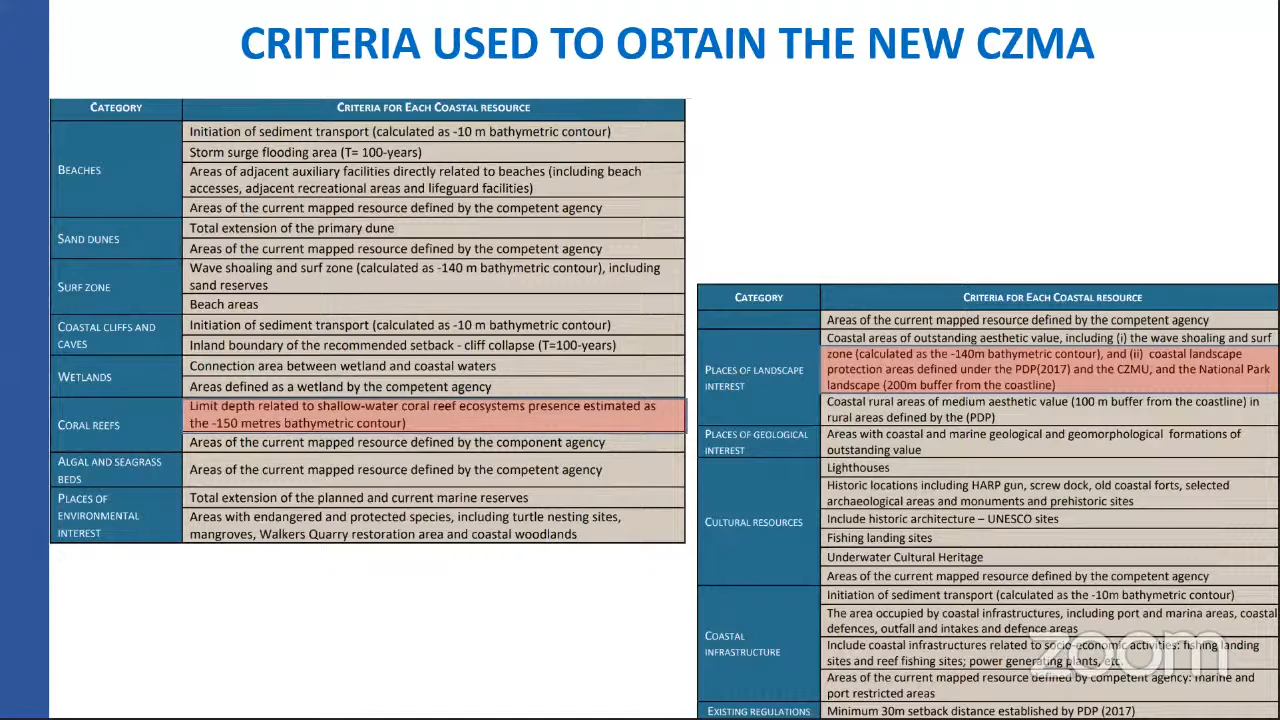 CRITERIA USED TO OBTAIN THE NEW CZMA
CATEGORY
CRITERIA FOR EACH COASTAL RESOURCE
BEACHES
Initiation of sediment transport (calculated as -10 m bathymetric contour)
Storm surge flooding area (T= 100-years)
Areas of adjacent auxiliary facilities directly related to beaches (including beach
accesses, adjacent recreational areas and lifeguard facilities)
Areas of the current mapped resource defined by the competent agency
SAND DUNES
Total extension of the primary dune
Areas of the current mapped resource defined by the competent agency
SURF ZONE
Wave shoaling and surf zone (calculated as -140 m bathymetric contour), including
sand reserves
Beach areas
COASTAL CLIFFS AND
CAVES
Initiation of sediment transport (calculated as -10 m bathymetric contour)
Inland boundary of the recommended setback - cliff collapse (T=100-years)
WETLANDS
Connection area between wetland and coastal waters
Areas defined as a wetland by the competent agency
CORAL REEFS
Limit depth related to shallow-water coral reef ecosystems presence estimated as
the -150 metres bathymetric contour)
Areas of the current mapped resource defined by the component agency
ALGAL AND SEAGRASS
BEDS
Areas of the current mapped resource defined by the competent agency
PLACES OF
ENVIRONMENTAL
INTEREST
Total extension of the planned and current marine reserves
Areas with endangered and protected species, including turtle nesting sites,
mangroves, Walkers Quarry restoration area and coastal woodlands
CATEGORY
CRITERIA FOR EACH COASTAL RESOURCE
Areas of the current mapped resource defined by the competent agency
PLACES OF LANDSCAPE
INTEREST
Coastal areas of outstanding aesthetic value, including (i) the wave shoaling and surf
zone (calculated as the -140m bathymetric contour), and (ii) coastal landscape
protection areas defined under the PDP(2017) and the CZMU, and the National Park
landscape (200m buffer from the coastline)
Coastal rural areas of medium aesthetic value (100 m buffer from the coastline) in
rural areas defined by the (PDP)
PLACES OF GEOLOGICAL
INTEREST
Areas with coastal and marine geological and geomorphological formations of
outstanding value
CULTURAL RESOURCES
Lighthouses
Historic locations including HARP gun, screw dock, old coastal forts, selected
archaeological areas and monuments and prehistoric sites
Include historic architecture – UNESCO sites
Fishing landing sites
Underwater Cultural Heritage
Areas of the current mapped resource defined by the competent agency
COASTAL
INFRASTRUCTURE
Initiation of sediment transport (calculated as the -10m bathymetric contour)
The area occupied by coastal infrastructures, including port and marina areas, coastal
defences, outfall and intakes and defence areas
Include coastal infrastructures related to socio-economic activities: fishing landing
sites and reef fishing sites; power generating plants, etc.
Areas of the current mapped resource defined by competent agency: marine and
port restricted areas
EXISTING REGULATIONS
Minimum 30m setback distance established by PDP (2017)
zoom